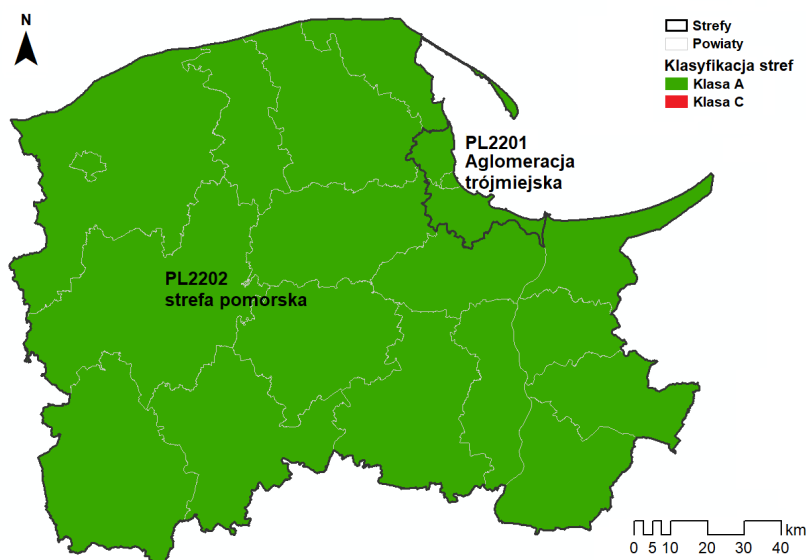 N
Strefy
Powiaty
Klasyfikacja stref
Klasa A
Klasa C
PL2201
Aglomeracja
trójmiejska
PL2202
strefa pomorska
km
0 5 10 20 30 40